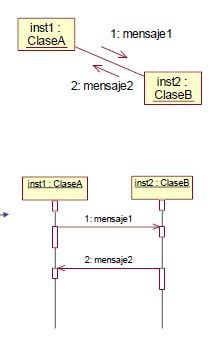 inst1 :
ClaseA
1: mensaje1
inst2 :
ClaseB
2: mensaje2
inst1 : ClaseA
inst2 : ClaseB
1: mensaje1
2: mensaje2